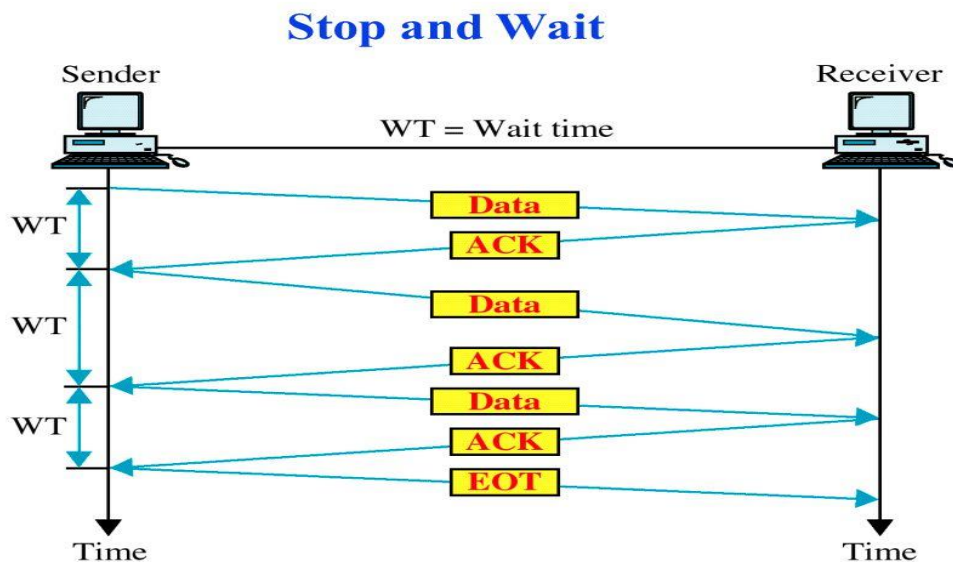 Stop and Wait
Sender
Receiver
WT = Wait time
Data
WT
ACK
Data
WT
ACK
Data
WT
ACK
EOT
Time
Time